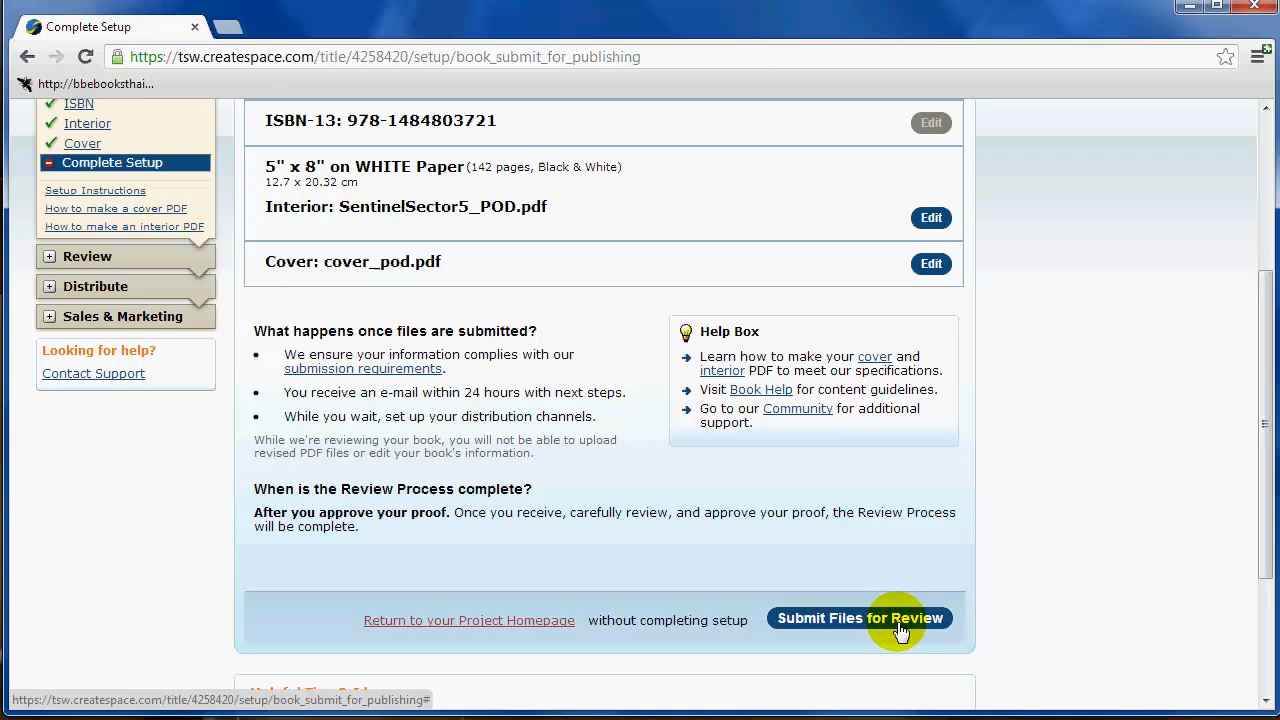 Complete Setup
https://tsw.createspace.com/title/4258420/setup/book_submit_for_publishing
http://bbebooksthai...
ISBN
Interior
Cover
Complete Setup
Setup Instructions
How to make a cover PDF
How to make an interior PDF
Review
Distribute
Sales & Marketing
Looking for help?
Contact Support
ISBN-13: 978-1484803721
Edit
5" x 8" on WHITE Paper (142 pages, Black & White)
12.7 x 20.32 cm
Interior: SentinelSector5_POD.pdf
Edit
Cover: cover_pod.pdf
Edit
What happens once files are submitted?
We ensure your information complies with our
submission requirements.
You receive an e-mail within 24 hours with next steps.
While you wait, set up your distribution channels.
While we're reviewing your book, you will not be able to upload
revised PDF files or edit your book's information.
Help Box
Learn how to make your cover and
interior PDF to meet our specifications.
Visit Book Help for content guidelines.
Go to our Community for additional
support.
When is the Review Process complete?
After you approve your proof. Once you receive, carefully review, and approve your proof, the Review Process
will be complete.
Return to your Project Homepage without completing setup
Submit Files for Review
https://tsw.createspace.com/title/4258420/setup/book_submit_for_publishing#